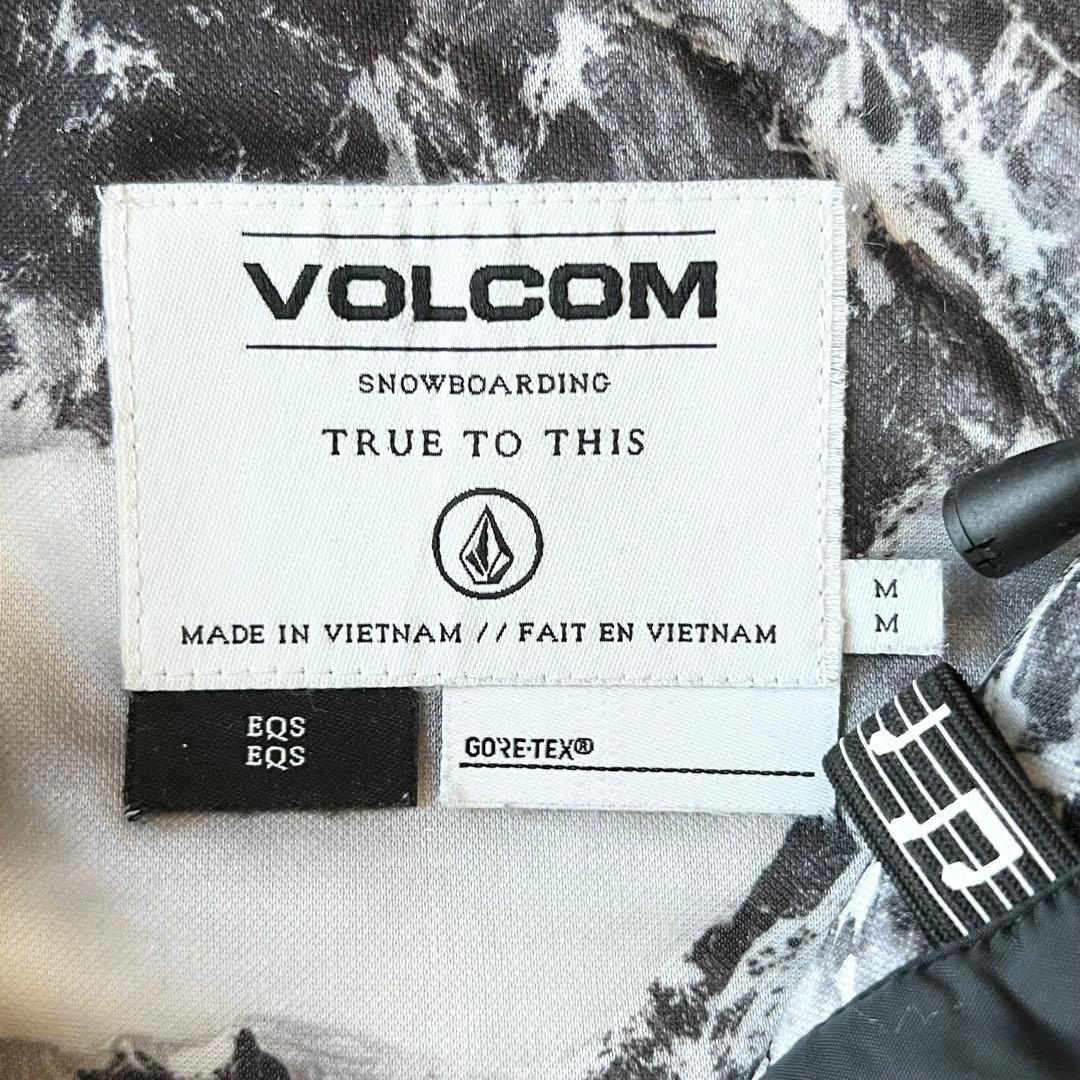 VOLCOM
SNOWBOARDING
TRUE TO THIS
MADE IN VIETNAM // FAIT EN VIETNAM
M
M
EQS
EQS
GORE-TEX®